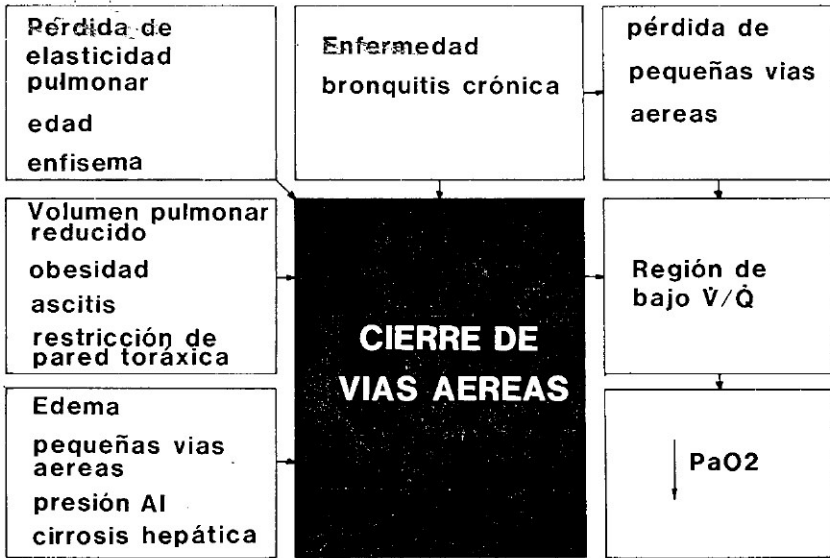 Pérdida de
elasticidad
pulmonar
edad
enfisema
Enfermedad
bronquitis crónica
pérdida de
pequeñas vias
aereas
Volumen pulmonar
reducido
obesidad
ascitis
restricción de
pared toráxica
CIERRE DE
VIAS AEREAS
Región de
bajo V̇/Q̇
Edema
pequeñas vias
aereas
presión AI
cirrosis hepática
↓ PaO2